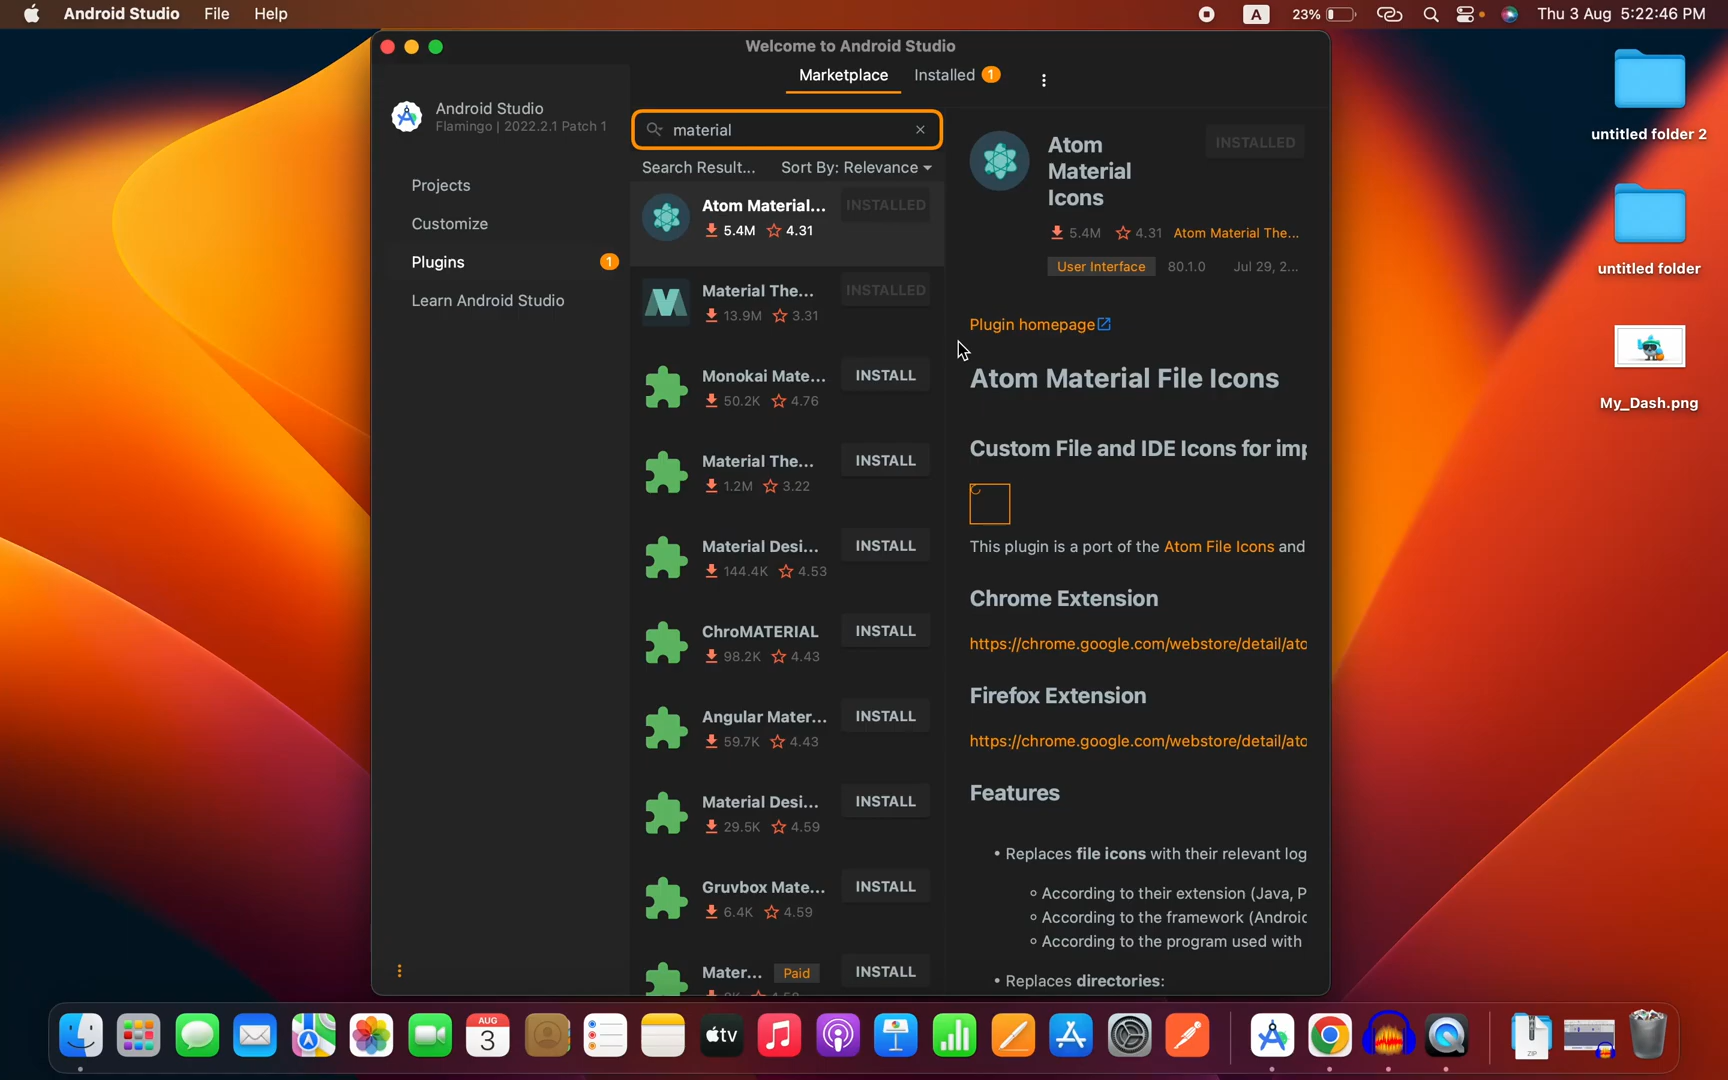 Android Studio File Help
A 23% Thu 3 Aug 5:22:46 PM
Welcome to Android Studio
Marketplace Installed 1
Android Studio
Flamingo | 2022.2.1 Patch 1
Projects
Customize
Plugins 1
Learn Android Studio
material
Search Result... Sort By: Relevance
Atom Material... INSTALLED
5.4M 4.31
Material The... INSTALLED
13.9M 3.31
Monokai Mate... INSTALL
50.2K 4.76
Material The... INSTALL
1.2M 3.22
Material Desi... INSTALL
144.4K 4.53
ChroMATERIAL INSTALL
98.2K 4.43
Angular Mater... INSTALL
59.7K 4.43
Material Desi... INSTALL
29.5K 4.59
Gruvbox Mate... INSTALL
6.4K 4.59
Mater... Paid INSTALL
Atom
Material
Icons
INSTALLED
5.4M 4.31 Atom Material The...
User Interface 80.1.0 Jul 29, 2...
Plugin homepage
Atom Material File Icons
Custom File and IDE Icons for imp
This plugin is a part of the Atom File Icons and
Chrome Extension
https://chrome.google.com/webstore/detail/ato
Firefox Extension
https://chrome.google.com/webstore/detail/ato
Features
• Replaces file icons with their relevant log
According to their extension (Java, P
According to the framework (Android
According to the program used with
• Replaces directories:
untitled folder 2
untitled folder
My_Dash.png
AUG
3
tv
ZIP